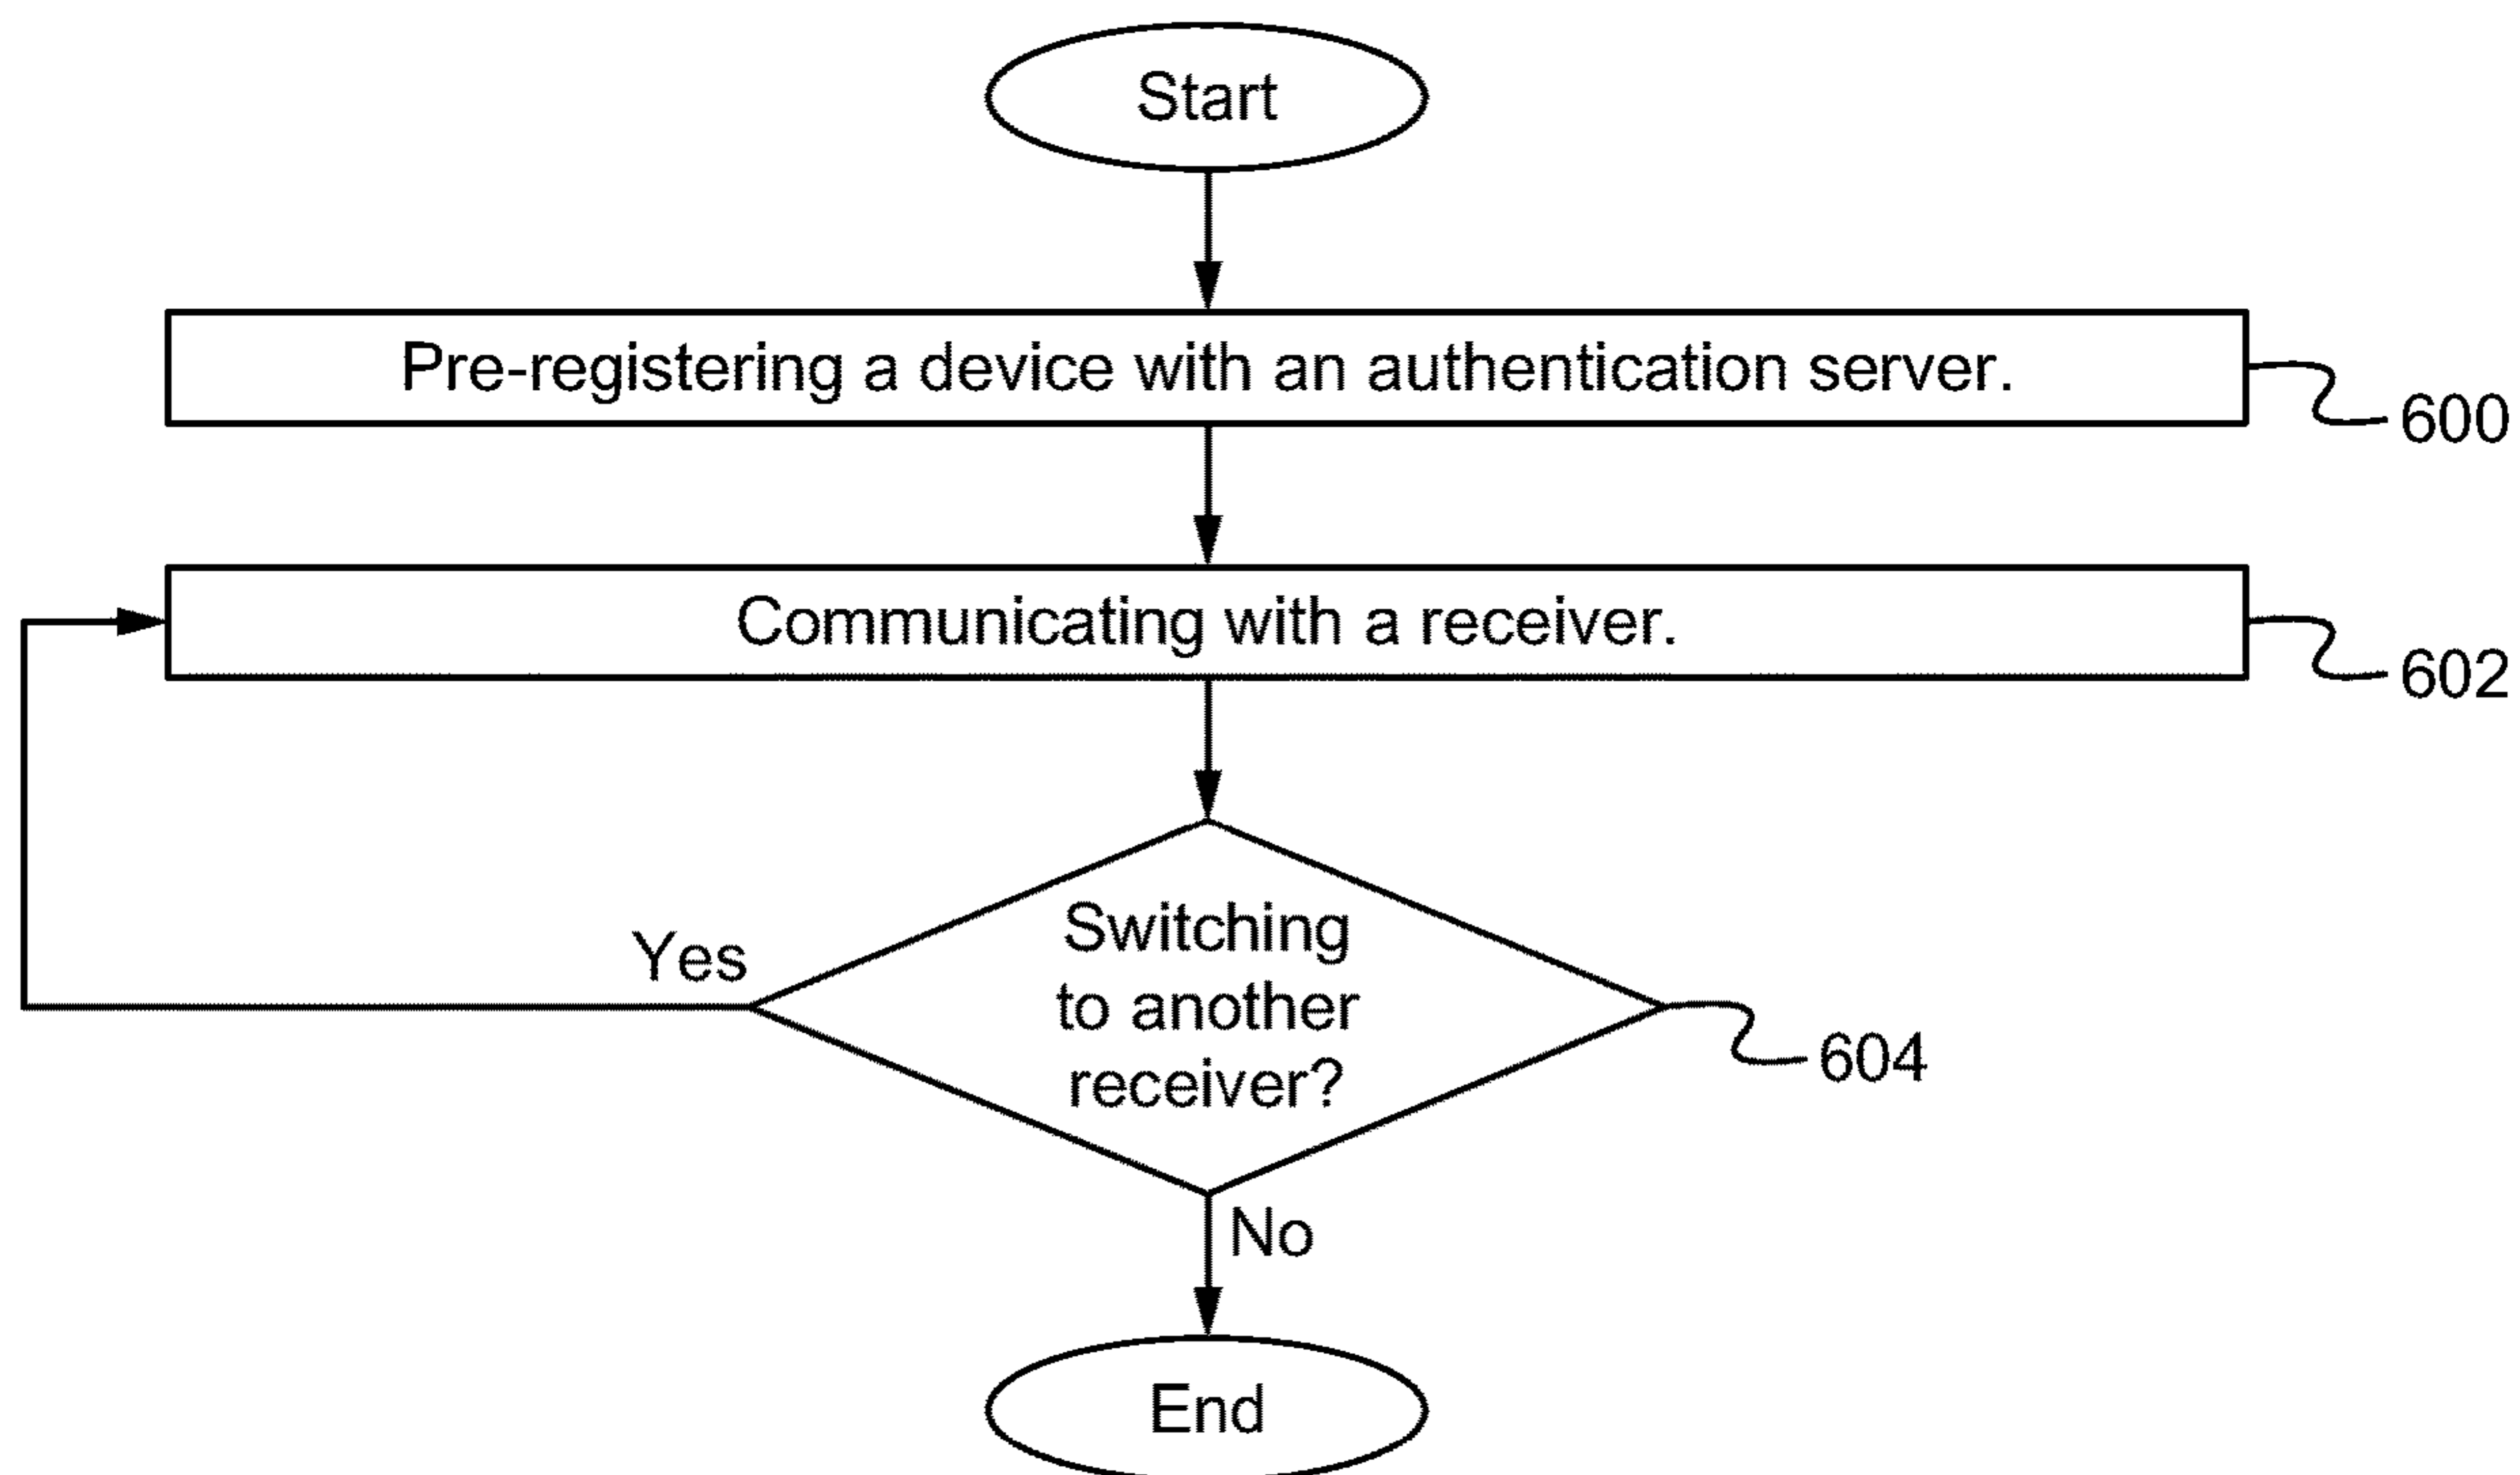 Start
Pre-registering a device with an authentication server.
600
Communicating with a receiver.
602
Yes
Switching
to another
receiver?
604
No
End